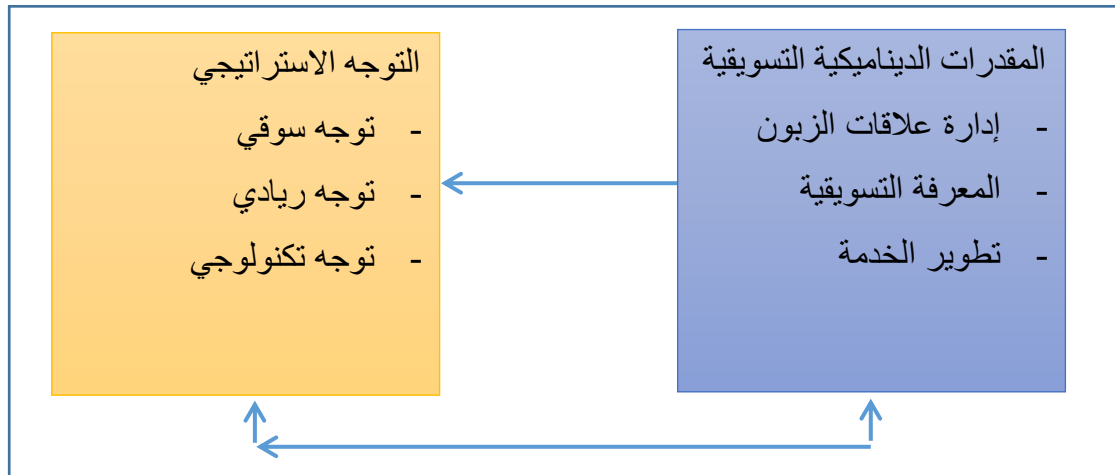 المقدرات الديناميكية التسويقية
- إدارة علاقات الزبون
- المعرفة التسويقية
- تطوير الخدمة
التوجه الاستراتيجي
- توجه سوقي
- توجه ريادي
- توجه تكنولوجي